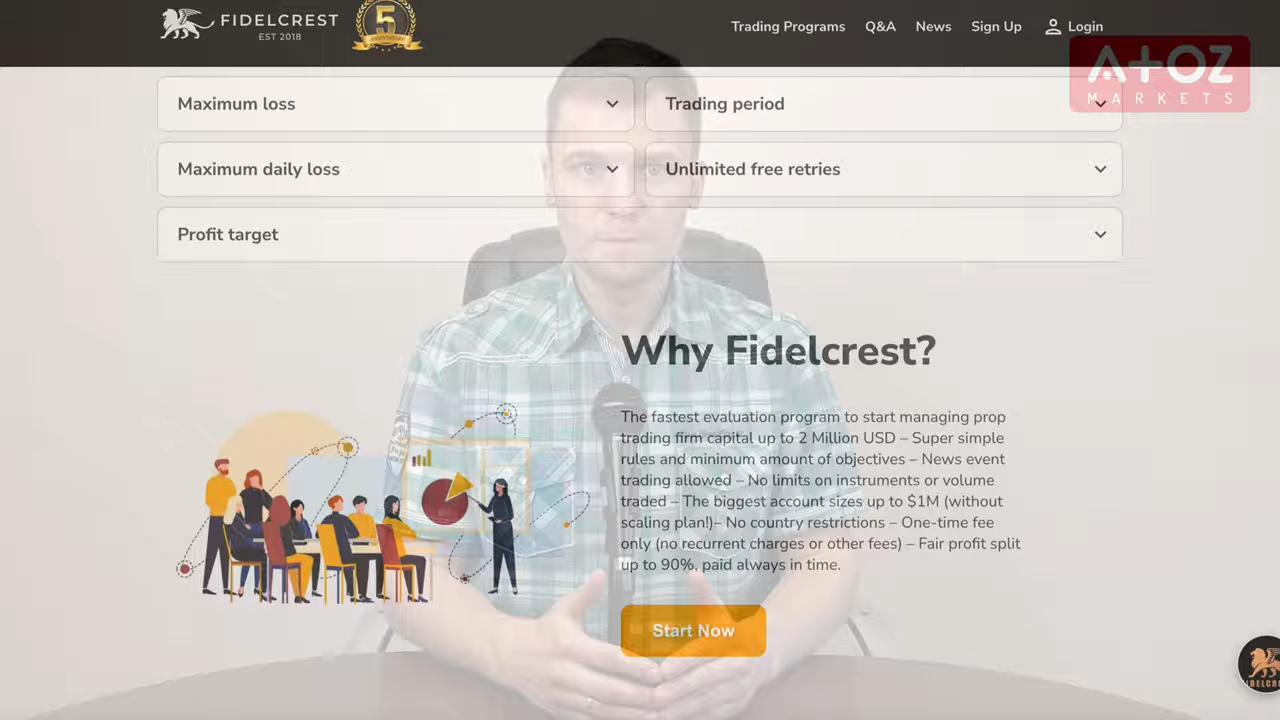 FIDELCREST
EST 2018
5
ANNIVERSARY
Trading Programs
Q&A
News
Sign Up
Login
A+OZ
MARKETS
Maximum loss
Trading period
Maximum daily loss
Unlimited free retries
Profit target
Why Fidelcrest?
The fastest evaluation program to start managing prop
trading firm capital up to 2 Million USD – Super simple
rules and minimum amount of objectives – News event
trading allowed – No limits on instruments or volume
traded – The biggest account sizes up to $1M (without
scaling plan!)– No country restrictions – One-time fee
only (no recurrent charges or other fees) – Fair profit split
up to 90%, paid always in time.
Start Now